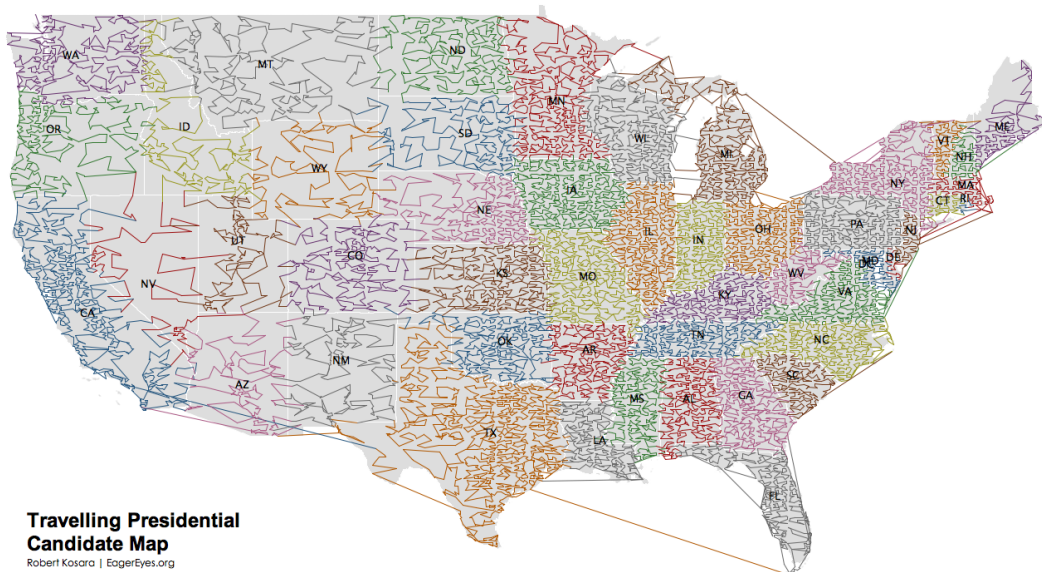 WA
MT
ND
MN
OR
ID
SD
WI
MI
ME
VT
NH
WY
NY
MA
IA
CT
RI
NE
PA
NJ
UT
CO
IL
IN
OH
MD
DC
DE
NV
KS
MO
WV
VA
KY
CA
OK
TN
NC
NM
AR
SC
AZ
MS
AL
GA
TX
LA
FL
Travelling Presidential
Candidate Map
Robert Kosara | EagerEyes.org